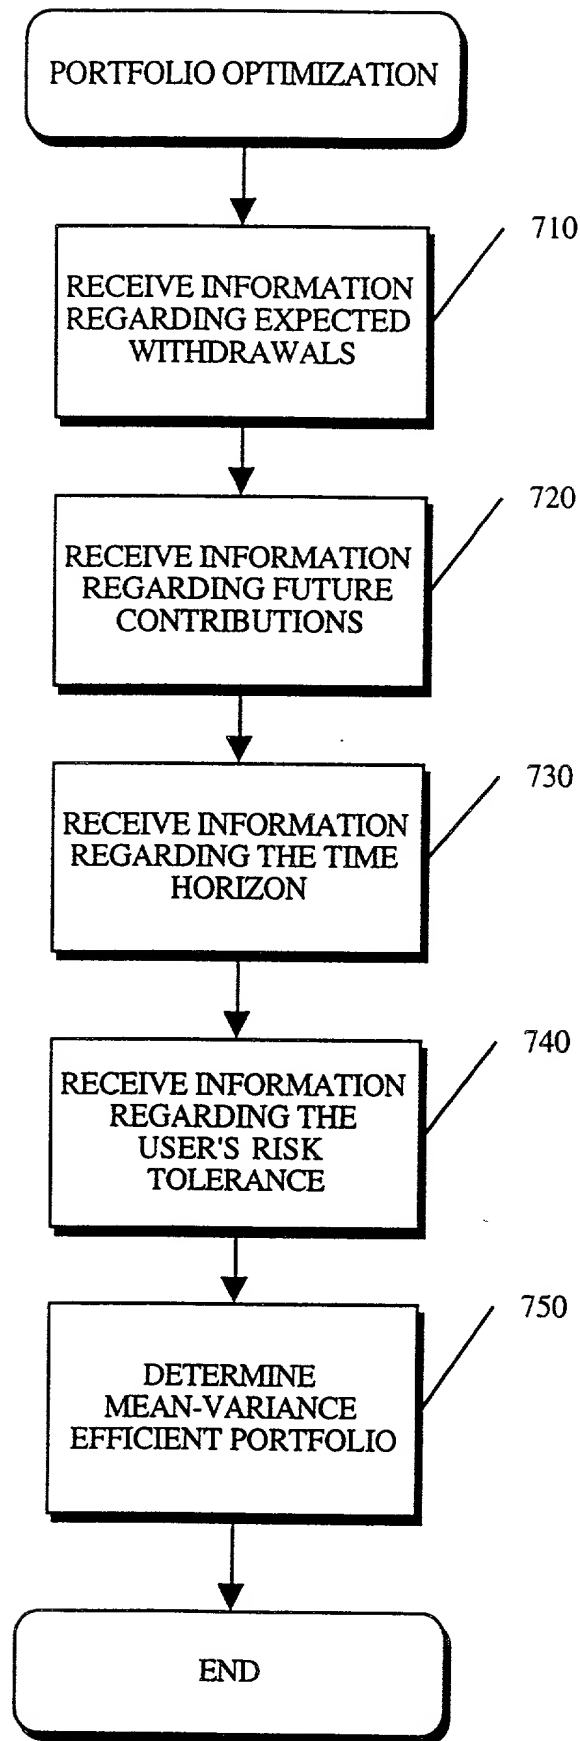 PORTFOLIO OPTIMIZATION
710
RECEIVE INFORMATION
REGARDING EXPECTED
WITHDRAWALS
720
RECEIVE INFORMATION
REGARDING FUTURE
CONTRIBUTIONS
730
RECEIVE INFORMATION
REGARDING THE TIME
HORIZON
740
RECEIVE INFORMATION
REGARDING THE
USER'S RISK
TOLERANCE
750
DETERMINE
MEAN-VARIANCE
EFFICIENT PORTFOLIO
END